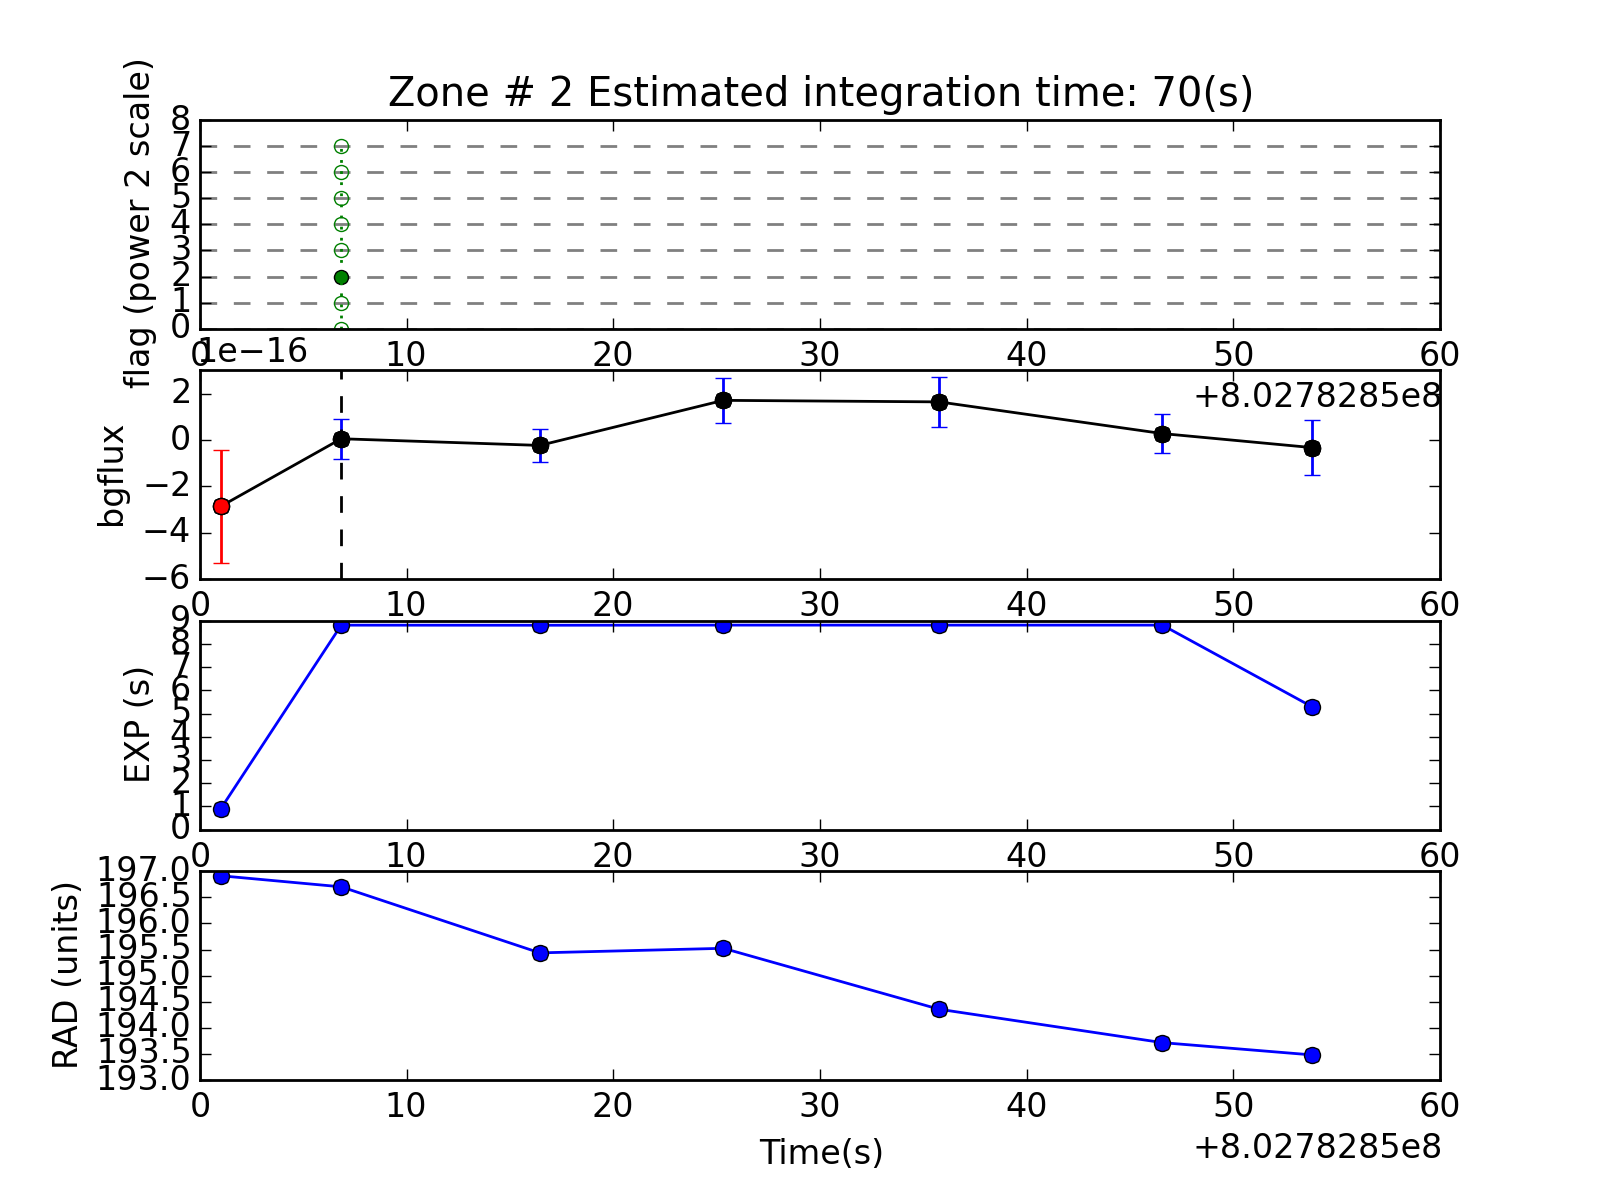 Zone # 2 Estimated integration time: 70(s)
flag (power 2 scale)
8
7
6
5
4
3
2
1
0
0 10 20 30 40 50 60
1e−16
+8.0278285e8
bgflux
2
0
−2
−4
−6
0 10 20 30 40 50 60
EXP (s)
9
8
7
6
5
4
3
2
1
0
0 10 20 30 40 50 60
RAD (units)
197.0
196.5
196.0
195.5
195.0
194.5
194.0
193.5
193.0
0 10 20 30 40 50 60
Time(s)
+8.0278285e8